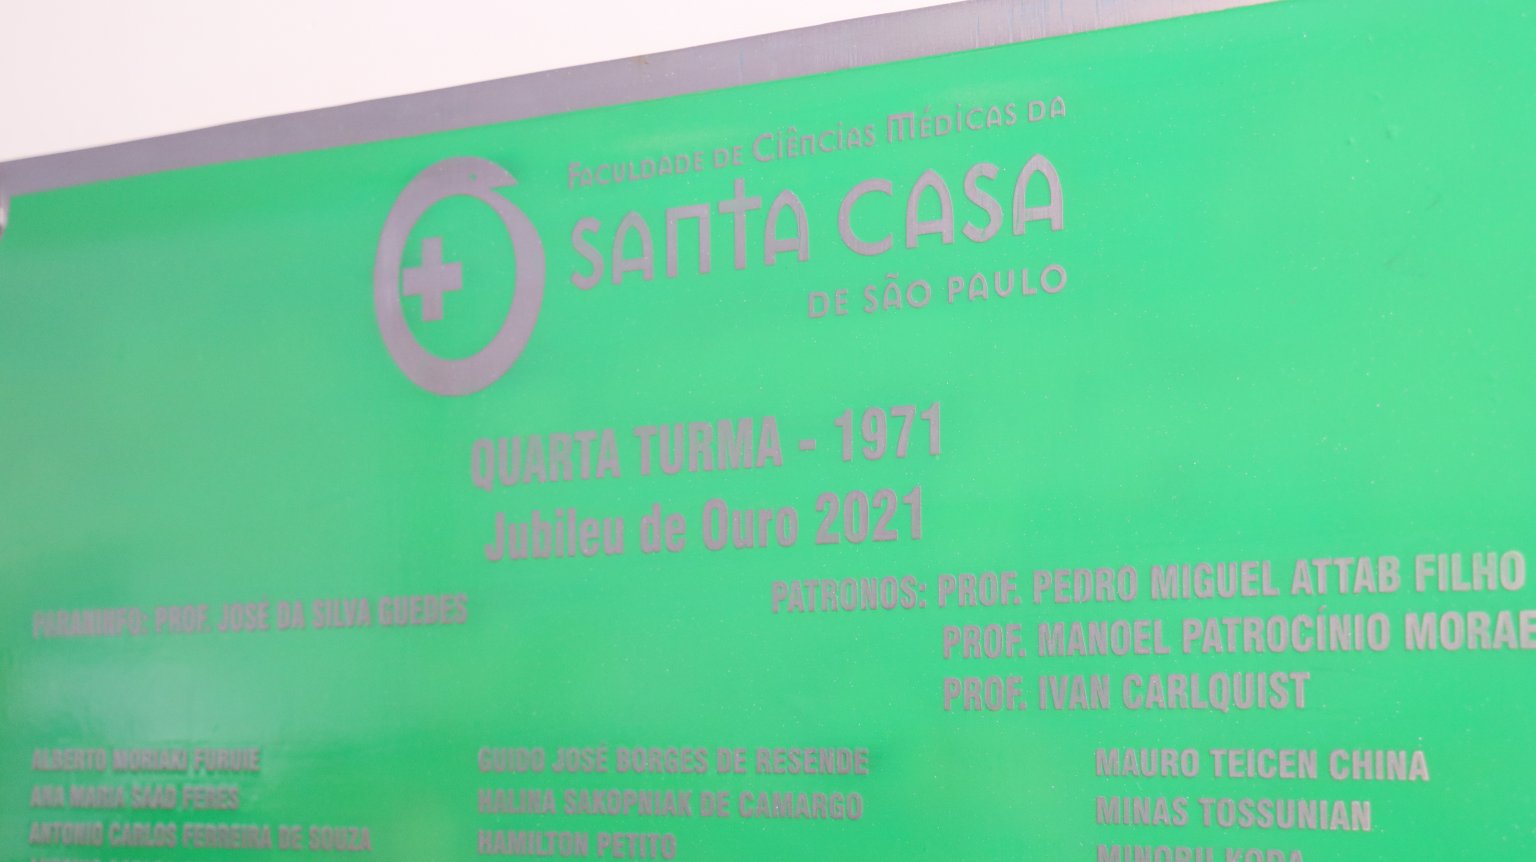 FACULDADE DE CIÊNCIAS MÉDICAS DA
SANTA CASA
DE SÃO PAULO
QUARTA TURMA - 1971
Jubileu de Ouro 2021
PARANINFO: PROF. JOSÉ DA SILVA GUEDES
PATRONOS: PROF. PEDRO MIGUEL ATTAB FILHO
PROF. MANOEL PATROCÍNIO MORAE
PROF. IVAN CARLQUIST
ALBERTO MORIAKI FURUIE
ANA MARIA SAAD FERES
ANTONIO CARLOS FERREIRA DE SOUZA
GUIDO JOSÉ BORGES DE RESENDE
HALINA SAKOPNIAK DE CAMARGO
HAMILTON PETITO
MAURO TEICEN CHINA
MINAS TOSSUNIAN
MINORU KODA